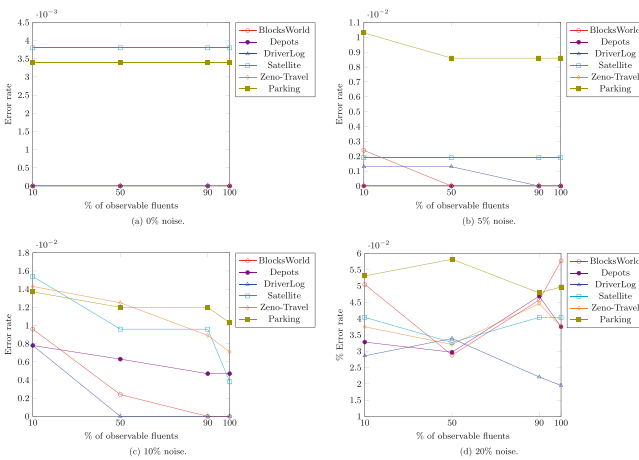 ·10⁻³
4.5
4
3.5
3
2.5
2
1.5
1
0.5
0
Error rate
10 50 90 100
% of observable fluents
BlocksWorld
Depots
DriverLog
Satellite
Zeno-Travel
Parking
(a) 0% noise.
·10⁻²
1.1
1
0.9
0.8
0.7
0.6
0.5
0.4
0.3
0.2
0.1
0
Error rate
10 50 90 100
% of observable fluents
BlocksWorld
Depots
DriverLog
Satellite
Zeno-Travel
Parking
(b) 5% noise.
·10⁻²
1.8
1.6
1.4
1.2
1
0.8
0.6
0.4
0.2
0
Error rate
10 50 90 100
% of observable fluents
BlocksWorld
Depots
DriverLog
Satellite
Zeno-Travel
Parking
(c) 10% noise.
·10⁻²
6
5.5
5
4.5
4
3.5
3
2.5
2
1.5
1
% Error rate
10 50 90 100
% of observable fluents
BlocksWorld
Depots
DriverLog
Satellite
Zeno-Travel
Parking
(d) 20% noise.